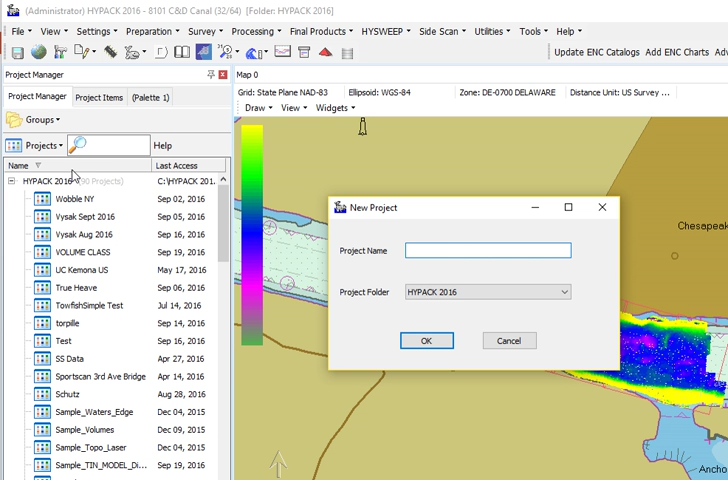 (Administrator) HYPACK 2016 - 8101 C&D Canal (32/64)   [Folder: HYPACK 2016]
File View Settings Preparation Survey Processing Final Products HYSWEEP Side Scan Utilities Tools Help
Update ENC Catalogs Add ENC Charts
Project Manager
Map 0
Project Manager Project Items (Palette 1)
Grid: State Plane NAD-83 Ellipsoid: WGS-84 Zone: DE-0700 DELAWARE Distance Unit: US Survey ...
Draw View Widgets
Groups
Projects Help
Name Last Access
HYPACK 2016 (90 Projects) C:\HYPACK 201...
Wobble NY Sep 02, 2016
Vysak Sept 2016 Sep 05, 2016
Vysak Aug 2016 Sep 16, 2016
VOLUME CLASS Sep 19, 2016
UC Kemona US May 17, 2016
True Heave Sep 06, 2016
TowfishSimple Test Jul 14, 2016
torpille Sep 14, 2016
Test Sep 16, 2016
SS Data Apr 27, 2016
Sportscan 3rd Ave Bridge Apr 14, 2016
Schutz Aug 28, 2016
Sample_Waters_Edge Dec 04, 2015
Sample_Volumes Dec 09, 2015
Sample_Topo_Laser Dec 04, 2015
Sample_TIN_MODEL_Di... Sep 19, 2016
New Project
Project Name
Project Folder HYPACK 2016
OK Cancel
Chesapeak
Ancho